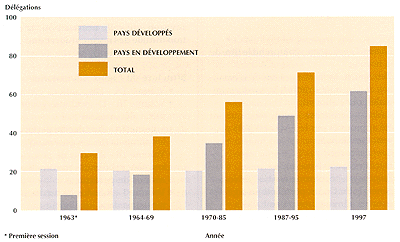 Délégations
100
80
60
40
20
0
PAYS DÉVELOPPÉS
PAYS EN DÉVELOPPEMENT
TOTAL
1963* 1964-69 1970-85 1987-95 1997
* Première session Année